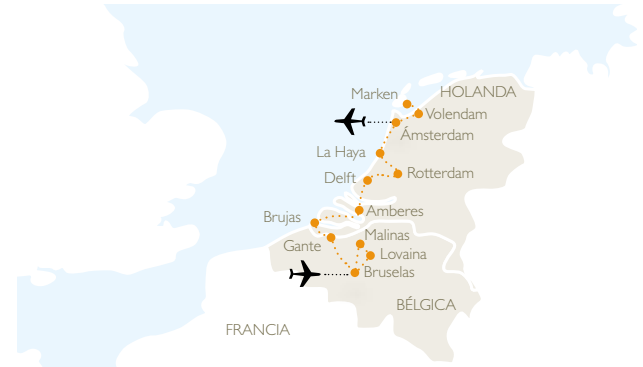 HOLANDA
Marken
Volendam
Ámsterdam
La Haya
Rotterdam
Delft
Amberes
Brujas
Malinas
Gante
Lovaina
Bruselas
BÉLGICA
FRANCIA